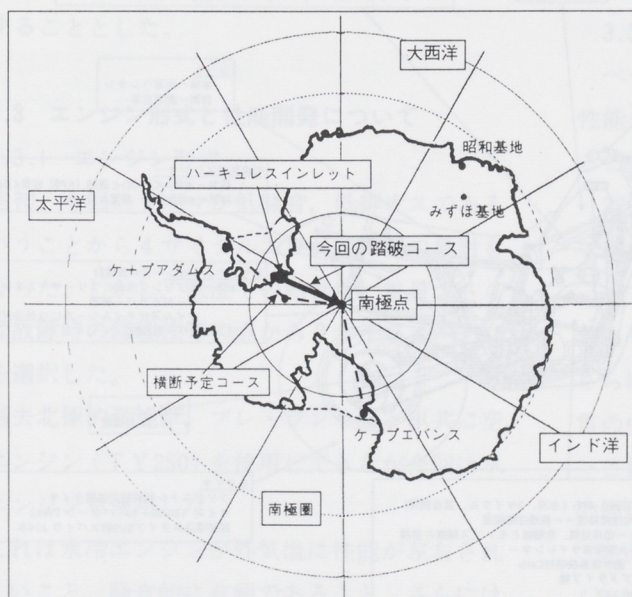 大西洋
昭和基地
ハーキュレスインレット
みずほ基地
太平洋
今回の踏破コース
ケープアダムス
南極点
横断予定コース
ケープエバンス
インド洋
南極圏